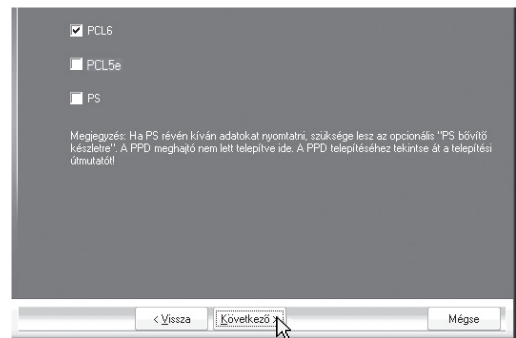 PCL6
PCL5e
PS
Megjegyzés: Ha PS révén kíván adatokat nyomtatni, szüksége lesz az opcionális "PS bővítő
készletre". A PPD meghajtó nem lett telepítve ide. A PPD telepítéséhez tekintse át a telepítési
útmutatót!
< Vissza
Következő >
Mégse